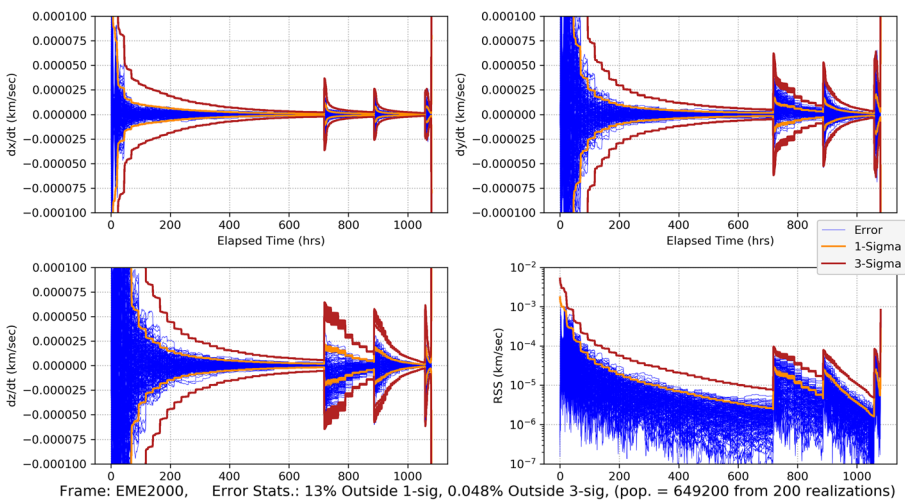 0.000100
0.000075
0.000050
0.000025
0.000000
−0.000025
−0.000050
−0.000075
−0.000100
dx/dt (km/sec)
0 200 400 600 800 1000
Elapsed Time (hrs)
0.000100
0.000075
0.000050
0.000025
0.000000
−0.000025
−0.000050
−0.000075
−0.000100
dy/dt (km/sec)
0 200 400 600 800 1000
Elapsed Time (hrs)
Error
1-Sigma
3-Sigma
0.000100
0.000075
0.000050
0.000025
0.000000
−0.000025
−0.000050
−0.000075
−0.000100
dz/dt (km/sec)
0 200 400 600 800 1000
10−2
10−3
10−4
10−5
10−6
10−7
RSS (km/sec)
0 200 400 600 800 1000
Frame: EME2000, Error Stats.: 13% Outside 1-sig, 0.048% Outside 3-sig, (pop. = 649200 from 200 realizations)